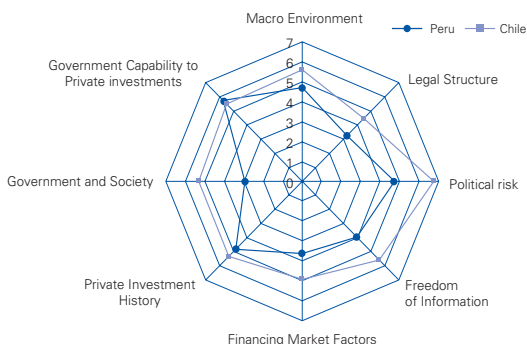 Macro Environment
Peru
Chile
Government Capability to
Private investments
Legal Structure
7
6
5
4
3
2
1
0
Government and Society
Political risk
Private Investment
History
Freedom
of Information
Financing Market Factors